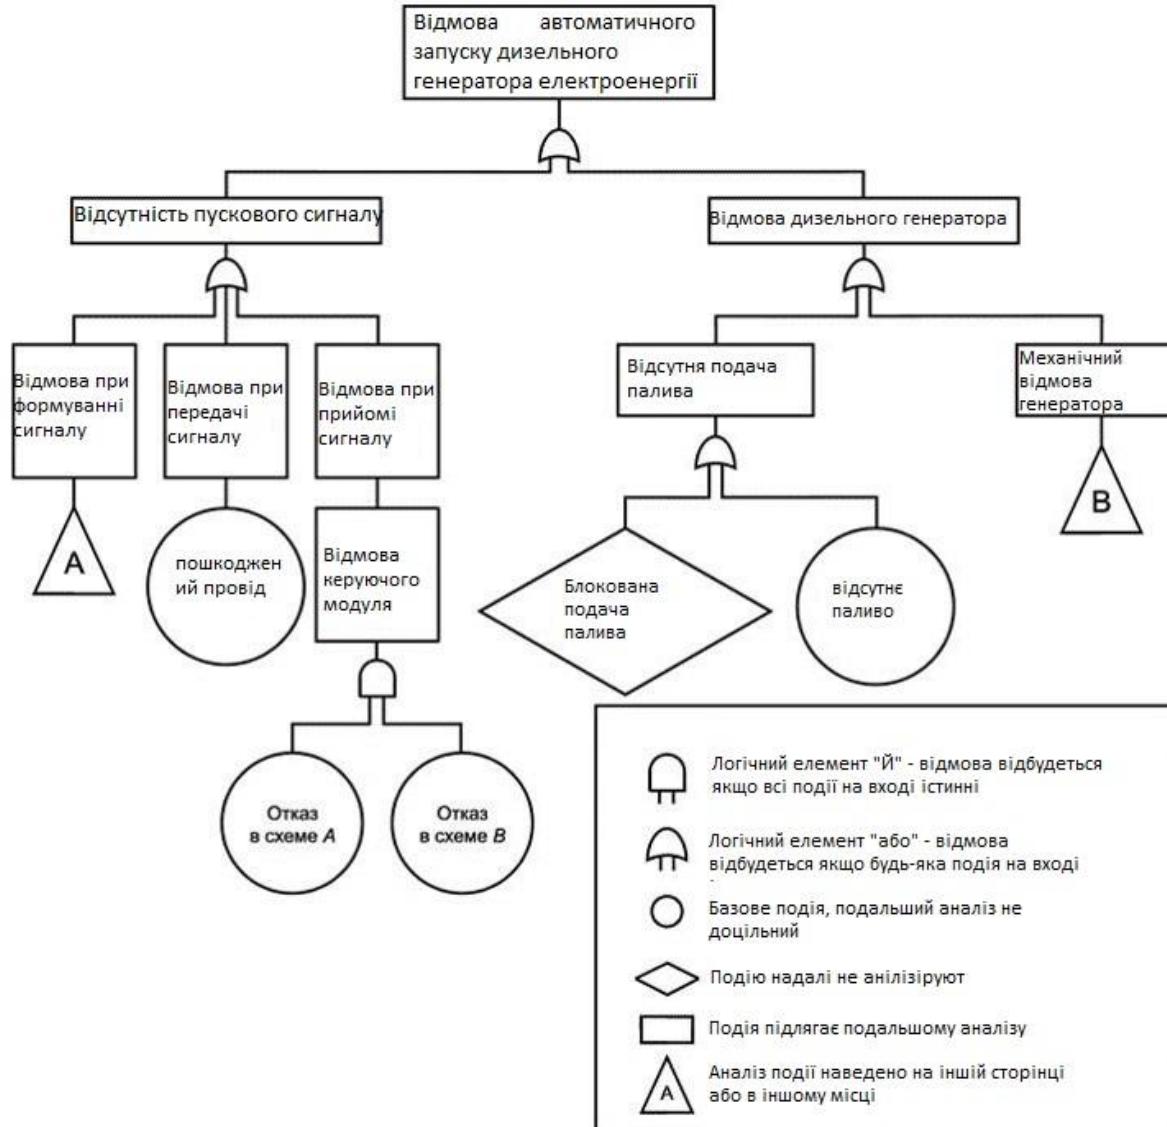 Відмова автоматичного
запуску дизельного
генератора електроенергії
Відсутність пускового сигналу
Відмова дизельного генератора
Відмова при
формуванні
сигналу
Відмова при
передачі
сигналу
Відмова при
прийомі
сигналу
Відсутня подача
палива
Механічний
відмова
генератора
A
пошкоджен
ий провід
Відмова
керуючого
модуля
Блокована
подача
палива
відсутнє
паливо
B
Отказ
в схеме A
Отказ
в схеме B
Логічний елемент "Й" - відмова відбудеться
якщо всі події на вході істинні
Логічний елемент "або" - відмова
відбудеться якщо будь-яка подія на вході
Базове подія, подальший аналіз не
доцільний
Подію надалі не анілізіруют
Подія підлягає подальшому аналізу
A
Аналіз події наведено на іншій сторінці
або в іншому місці